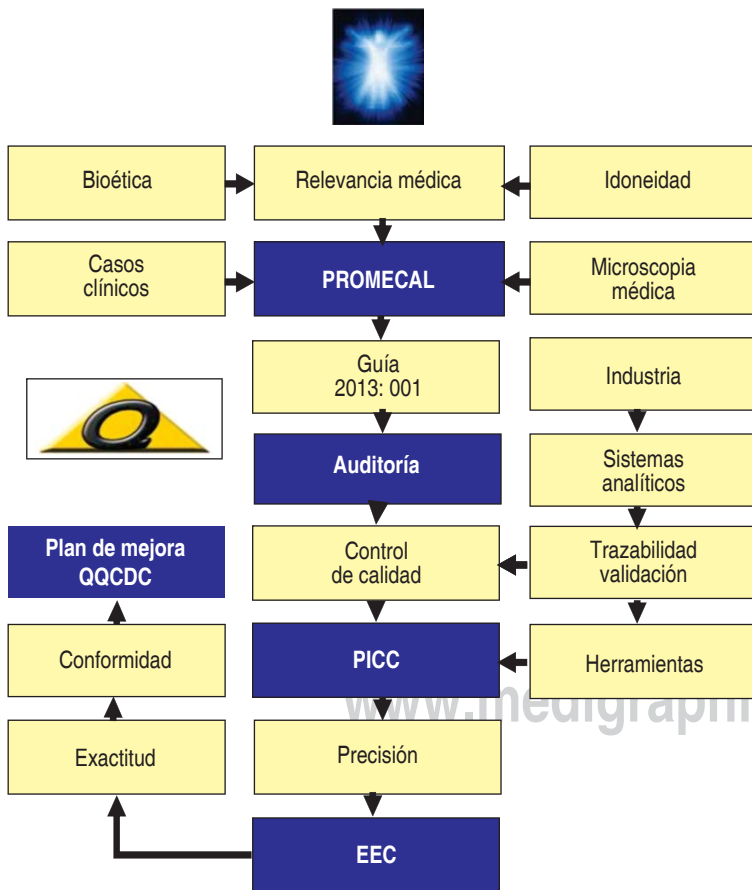 Bioética
Relevancia médica
Idoneidad
Casos
clínicos
PROMECAL
Microscopia
médica
Guía
2013: 001
Industria
Q
Auditoría
Sistemas
analíticos
Plan de mejora
QQCDC
Control
de calidad
Trazabilidad
validación
Conformidad
PICC
Herramientas
Exactitud
Precisión
EEC